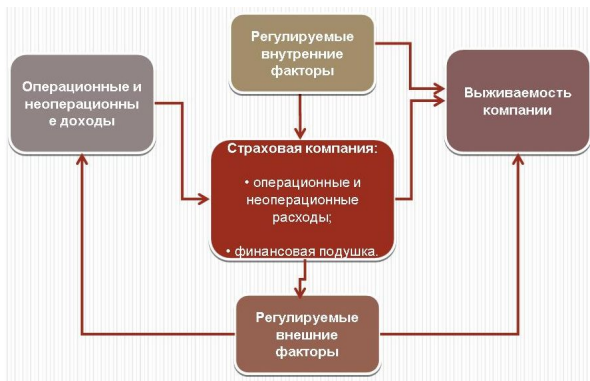 Регулируемые
внутренние
факторы
Операционные и
неоперационны
е доходы
Выживаемость
компании
Страховая компания:
• операционные и
неоперационные
расходы;
• финансовая подушка.
Регулируемые
внешние
факторы